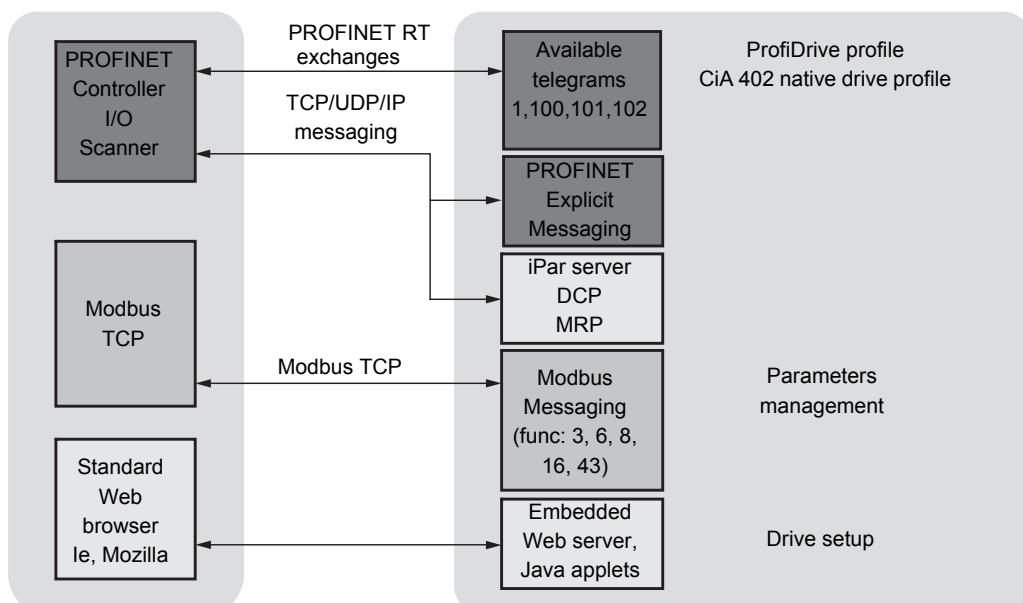 PROFINET
Controller
I/O
Scanner
PROFINET RT
exchanges
TCP/UDP/IP
messaging
Available
telegrams
1,100,101,102
ProfiDrive profile
CiA 402 native drive profile
PROFINET
Explicit
Messaging
iPar server
DCP
MRP
Modbus
TCP
Modbus TCP
Modbus
Messaging
(func: 3, 6, 8,
16, 43)
Parameters
management
Standard
Web
browser
Ie, Mozilla
Embedded
Web server,
Java applets
Drive setup